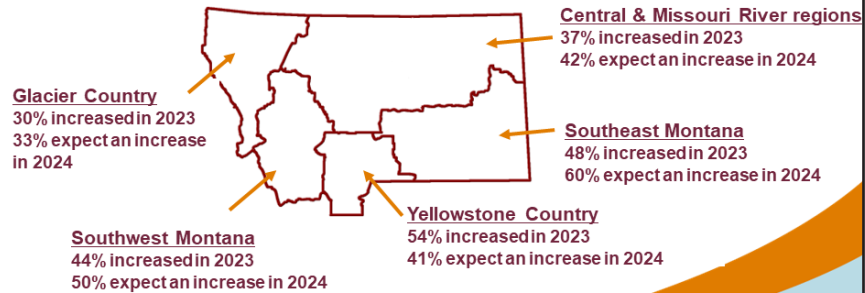 Central & Missouri River regions
37% increased in 2023
42% expect an increase in 2024
Glacier Country
30% increased in 2023
33% expect an increase
in 2024
Southeast Montana
48% increased in 2023
60% expect an increase in 2024
Yellowstone Country
54% increased in 2023
41% expect an increase in 2024
Southwest Montana
44% increased in 2023
50% expect an increase in 2024